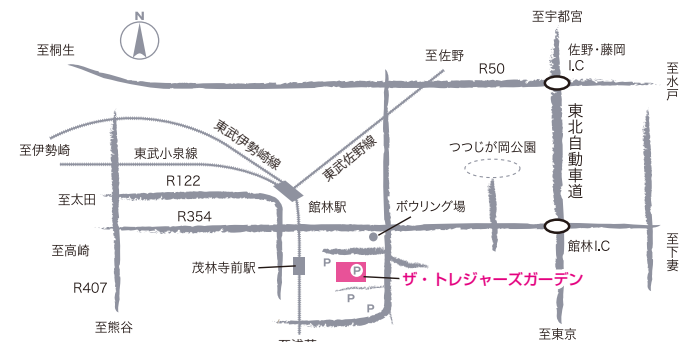 N
至宇都宮
至桐生
至佐野
佐野・藤岡
I.C
R50
至水戸
東武伊勢崎線
東武佐野線
東北自動車道
至伊勢崎
東武小泉線
つつじが岡公園
R122
至太田
館林駅
ボウリング場
R354
館林I.C
至下妻
至高崎
茂林寺前駅
P
P
ザ・トレジャーズガーデン
R407
P
P
至熊谷
至東京